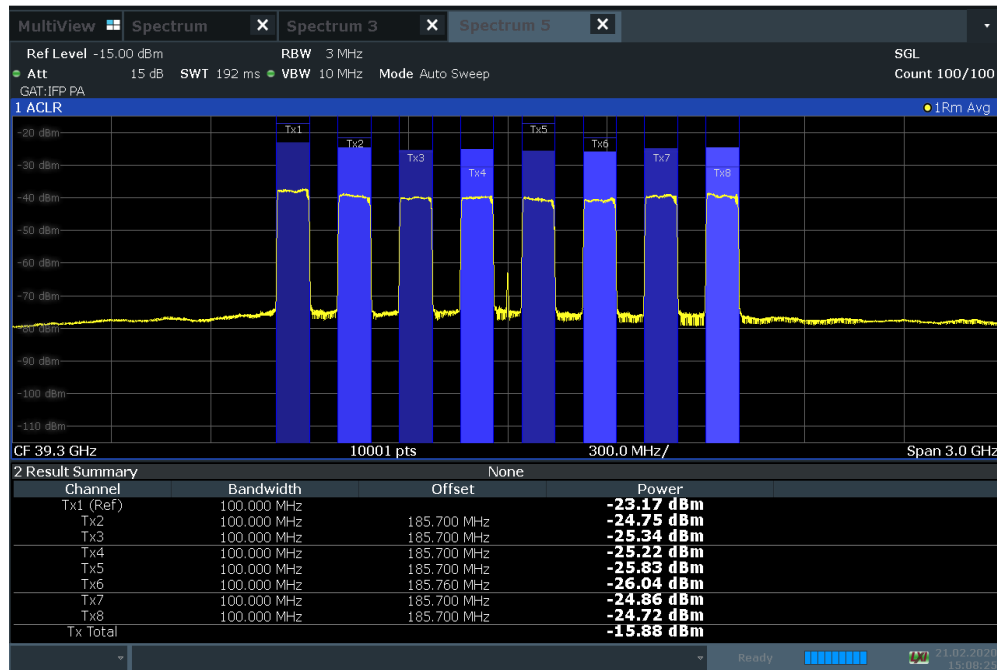 MultiView Spectrum X Spectrum 3 X Spectrum 5 X
Ref Level -15.00 dBm RBW 3 MHz SGL
Att 15 dB SWT 192 ms VBW 10 MHz Mode Auto Sweep Count 100/100
GAT:IFP PA
1 ACLR 1Rm Avg
Tx1 Tx5
-20 dBm
Tx2 Tx6
Tx3 Tx7
-30 dBm
Tx4 Tx8
-40 dBm
-50 dBm
-60 dBm
-70 dBm
-80 dBm
-90 dBm
-100 dBm
-110 dBm
CF 39.3 GHz 10001 pts 300.0 MHz/ Span 3.0 GHz
2 Result Summary None
Channel Bandwidth Offset Power
Tx1 (Ref) 100.000 MHz -23.17 dBm
Tx2 100.000 MHz 185.700 MHz -24.75 dBm
Tx3 100.000 MHz 185.700 MHz -25.34 dBm
Tx4 100.000 MHz 185.700 MHz -25.22 dBm
Tx5 100.000 MHz 185.700 MHz -25.83 dBm
Tx6 100.000 MHz 185.760 MHz -26.04 dBm
Tx7 100.000 MHz 185.700 MHz -24.86 dBm
Tx8 100.000 MHz 185.700 MHz -24.72 dBm
Tx Total -15.88 dBm
Ready LXI 21.02.2020
15:08:25